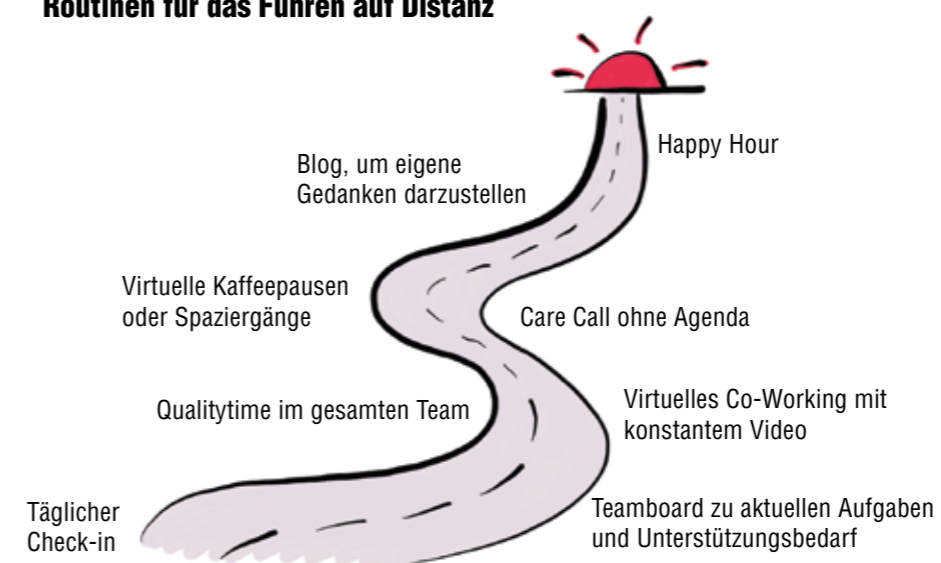 Routinen für das Führen auf Distanz
Happy Hour
Blog, um eigene
Gedanken darzustellen
Virtuelle Kaffeepausen
oder Spaziergänge
Care Call ohne Agenda
Qualitytime im gesamten Team
Virtuelles Co-Working mit
konstantem Video
Täglicher
Check-in
Teamboard zu aktuellen Aufgaben
und Unterstützungsbedarf